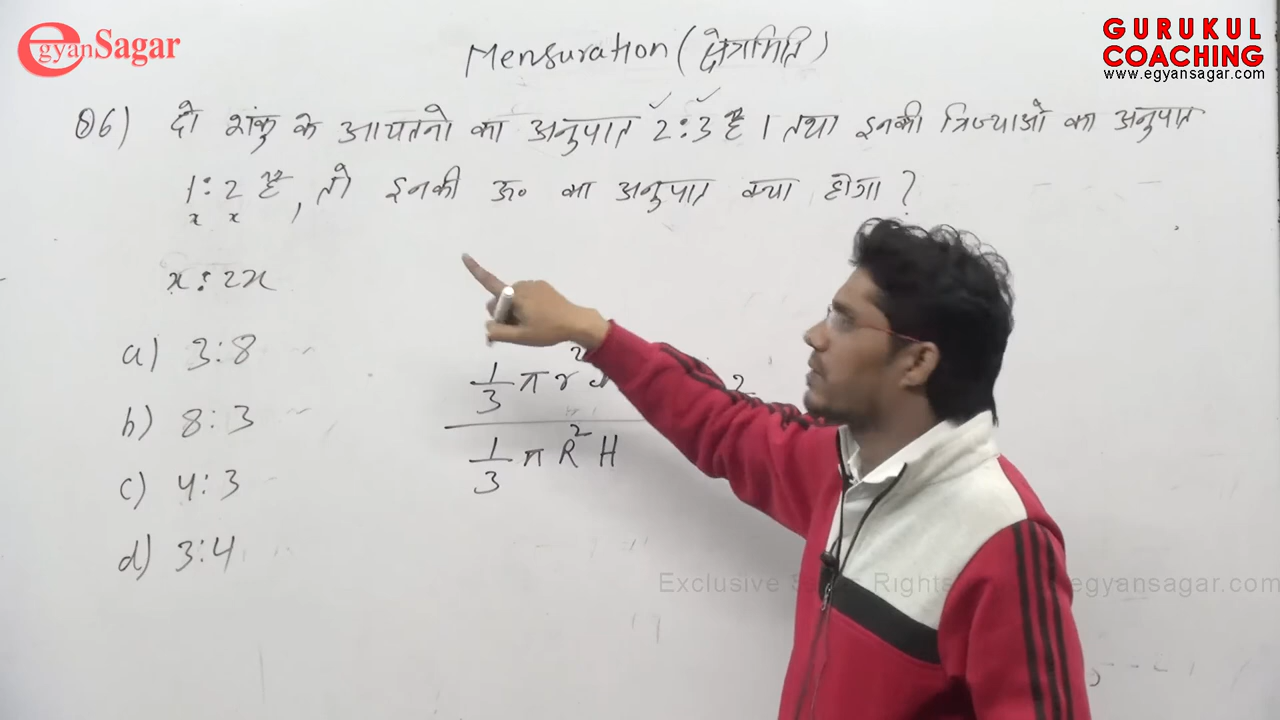 egyanSagar
GURUKUL
COACHING
www.egyansagar.com
Mensuration (क्षेत्रमिति)
Q6) दो शंकु के आयतनो का अनुपात 2:3 है । तथा इनकी त्रिज्याओ का अनुपात
1:2 है, तो इनकी ऊ० का अनुपात क्या होगा ?
x x
x : 2x
a) 3:8
b) 8:3
c) 4:3
d) 3:4
1/3 π r²
2
1/3 π R² H
Exclusive Rights egyansagar.com